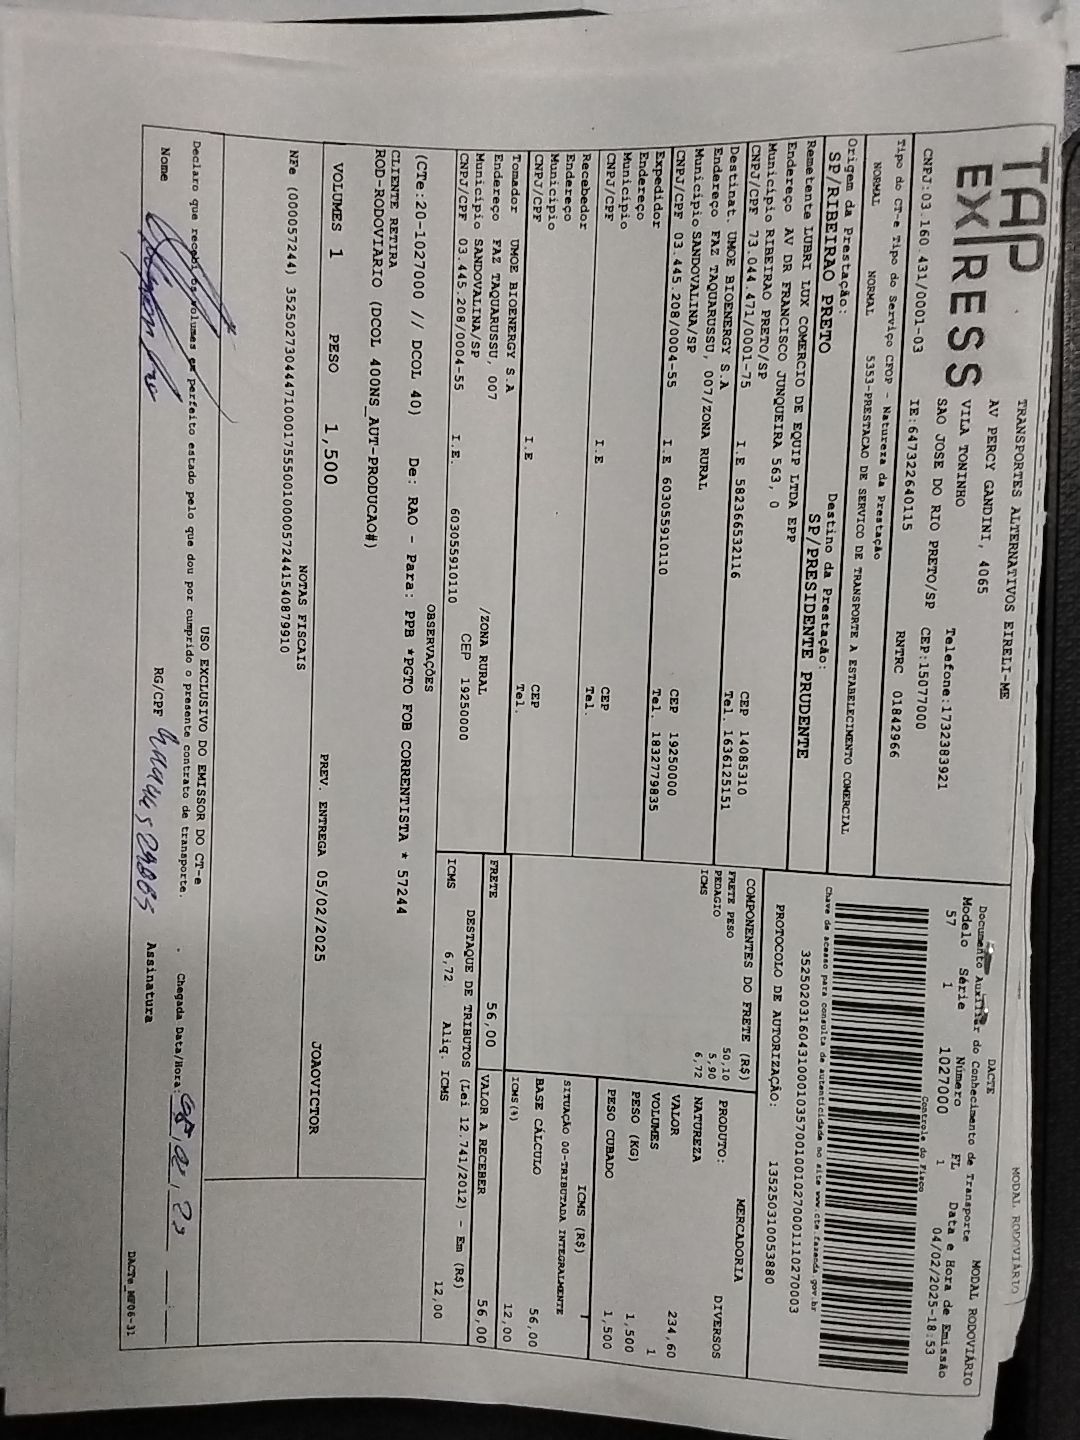 TAP
EXPRESS
TRANSPORTES ALTERNATIVOS EIRELI-ME
AV PERCY GANDINI, 4065
VILA TONINHO
SAO JOSE DO RIO PRETO/SP
Telefone:1732383921
CEP:15077000
CNPJ:03.160.431/0001-03 IE:647322640115 RNTRC 01842966
MODAL RODOVIÁRIO
DACTE MODAL RODOVIÁRIO
Documento Auxiliar do Conhecimento de Transporte
Modelo Série Número FL Data e Hora de Emissão
57 1 1027000 1 04/02/2025-18:53
Controle do Fisco
Chave de acesso para consulta de autenticidade no site www.cte.fazenda.gov.br
PROTOCOLO DE AUTORIZAÇÃO: 135250310053880
Tipo do CT-e Tipo do Serviço CFOP - Natureza da Prestação
NORMAL NORMAL 5353-PRESTACAO DE SERVICO DE TRANSPORTE A ESTABELECIMENTO COMERCIAL
Origem da Prestação: Destino da Prestação:
SP/RIBEIRAO PRETO SP/PRESIDENTE PRUDENTE
Remetente LUBRI LUX COMERCIO DE EQUIP LTDA EPP
Endereço AV DR FRANCISCO JUNQUEIRA 563, 0
Município RIBEIRAO PRETO/SP CEP 14085310
CNPJ/CPF 73.044.471/0001-75 I.E 582366532116 Tel. 1636125151
Destinat. UMOE BIOENERGY S.A
Endereço FAZ TAQUARUSSU, 007/ZONA RURAL
Município SANDOVALINA/SP CEP 19250000
CNPJ/CPF 03.445.208/0004-55 I.E 603055910110 Tel. 1832779835
Expedidor
Endereço
Município CEP
CNPJ/CPF I.E Tel.
Recebedor
Endereço
Município CEP
CNPJ/CPF I.E Tel.
Tomador UMOE BIOENERGY S.A
Endereço FAZ TAQUARUSSU, 007 /ZONA RURAL
Município SANDOVALINA/SP CEP 19250000
CNPJ/CPF 03.445.208/0004-55 I.E. 603055910110
COMPONENTES DO FRETE (R$)
FRETE PESO 50,10
PEDAGIO 5,90
ICMS 6,72
FRETE 56,00
MERCADORIA
PRODUTO: DIVERSOS
NATUREZA
VALOR 234,60
VOLUMES 1
PESO (KG) 1,500
PESO CUBADO 1,500
ICMS (R$)
SITUAÇÃO 00-TRIBUTADA INTEGRALMENTE
BASE CÁLCULO 56,00
ICMS(%) 12,00
VALOR A RECEBER 56,00
DESTAQUE DE TRIBUTOS (Lei 12.741/2012) - Em (R$)
ICMS 6,72 Aliq. ICMS 12,00
OBSERVAÇÕES
(CTe:20-1027000 // DCOL 40) De: RAO - Para: PPB *PGTO FOB CORRENTISTA * 57244
CLIENTE RETIRA
ROD-RODOVIARIO (DCOL 400NS_AUT-PRODUCAO#)
VOLUMES 1 PESO 1,500 PREV. ENTREGA 05/02/2025 JOAOVICTOR
NOTAS FISCAIS
NFe (000057244) 35250273044471000175550010000572441540879910
USO EXCLUSIVO DO EMISSOR DO CT-e
Declaro que recebi os volumes em perfeito estado pelo que dou por cumprido o presente contrato de transporte. Chegada Data/Hora:
Nome RG/CPF Assinatura
DACTe_MF06-31